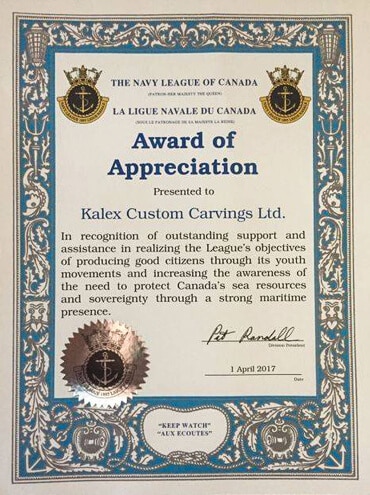 THE NAVY LEAGUE OF CANADA
(PATRON-HER MAJESTY THE QUEEN)
LA LIGUE NAVALE DU CANADA
(SOUS LE PATRONAGE DE SA MAJESTE LA REINE)
Award of
Appreciation
Presented to
Kalex Custom Carvings Ltd.
In recognition of outstanding support and
assistance in realizing the League's objectives
of producing good citizens through its youth
movements and increasing the awareness of
the need to protect Canada's sea resources
and sovereignty through a strong maritime
presence.
Pat Randall
Division President
1 April 2017
Date
"KEEP WATCH"
"AUX ECOUTES"